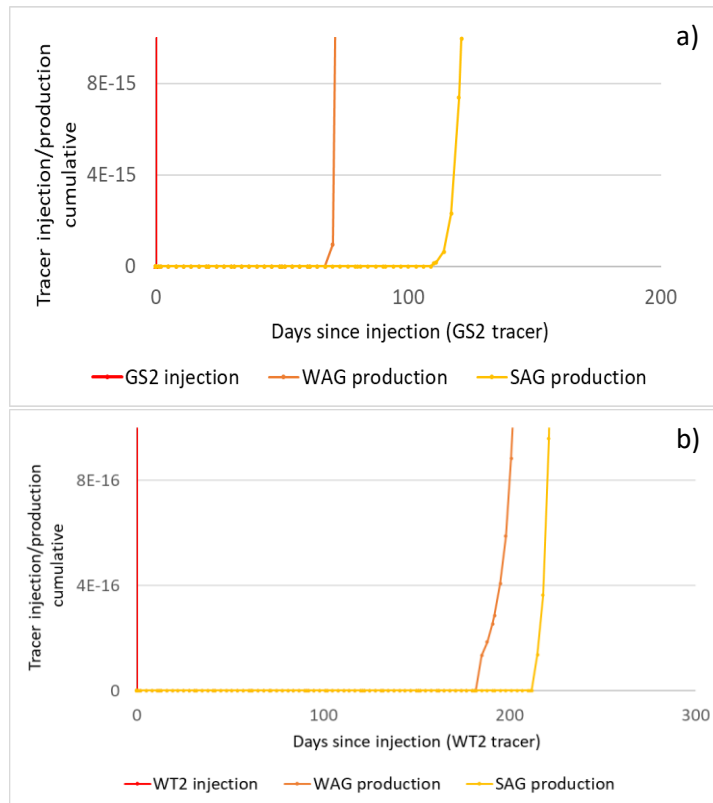 a)
Tracer injection/production
cumulative
8E-15
4E-15
0
0 100 200
Days since injection (GS2 tracer)
GS2 injection WAG production SAG production
b)
Tracer injection/production
cumulative
8E-16
4E-16
0
0 100 200 300
Days since injection (WT2 tracer)
WT2 injection WAG production SAG production